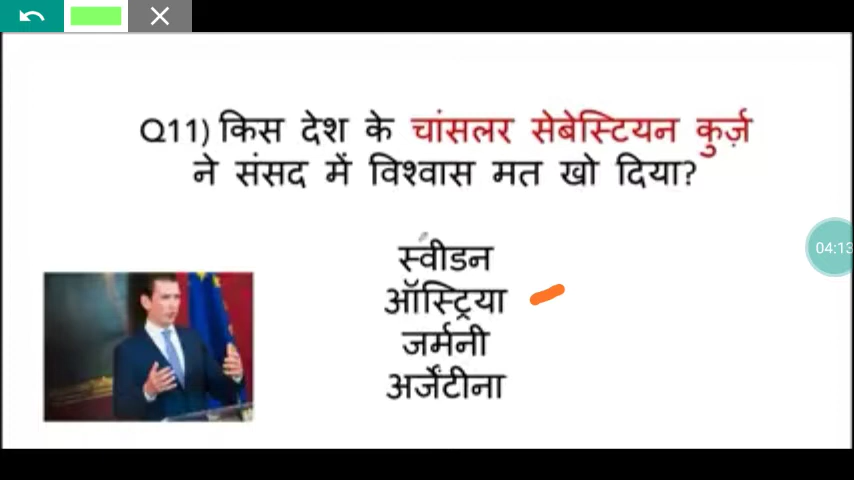 Q11) किस देश के चांसलर सेबेस्टियन कुर्ज़
ने संसद में विश्वास मत खो दिया?
स्वीडन
ऑस्ट्रिया
जर्मनी
अर्जेंटीना
04:13